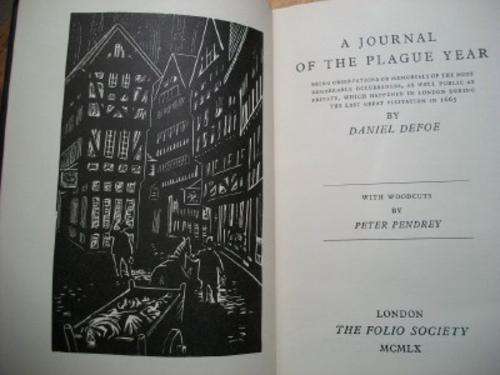 A JOURNAL
OF THE PLAGUE YEAR
BEING OBSERVATIONS OR MEMORIALS OF THE MOST
REMARKABLE OCCURRENCES, AS WELL PUBLIC AS
PRIVATE, WHICH HAPPENED IN LONDON DURING
THE LAST GREAT VISITATION IN 1665
BY
DANIEL DEFOE
WITH WOODCUTS
BY
PETER PENDREY
LONDON
THE FOLIO SOCIETY
MCMLX